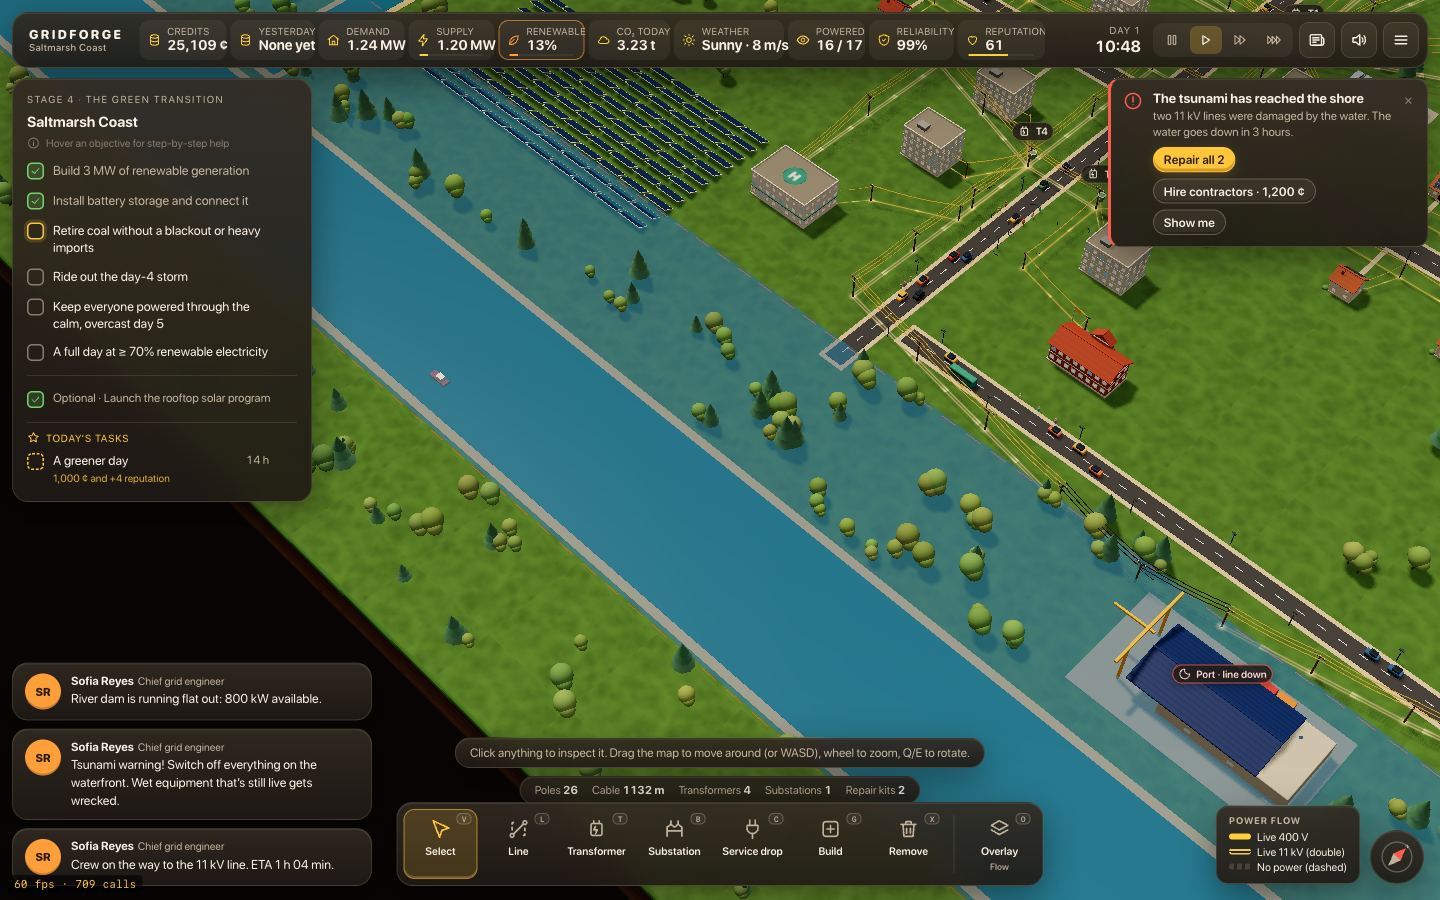 GRIDFORGE
Saltmarsh Coast
CREDITS
25,109 ¢
YESTERDAY
None yet
DEMAND
1.24 MW
SUPPLY
1.20 MW
RENEWABLE
13%
CO₂ TODAY
3.23 t
WEATHER
Sunny · 8 m/s
POWERED
16 / 17
RELIABILITY
99%
REPUTATION
61
DAY 1
10:48
STAGE 4 · THE GREEN TRANSITION
Saltmarsh Coast
Hover an objective for step-by-step help
Build 3 MW of renewable generation
Install battery storage and connect it
Retire coal without a blackout or heavy
imports
Ride out the day-4 storm
Keep everyone powered through the
calm, overcast day 5
A full day at ≥ 70% renewable electricity
Optional · Launch the rooftop solar program
TODAY'S TASKS
A greener day
14 h
1,000 ¢ and +4 reputation
T4
H
The tsunami has reached the shore
×
two 11 kV lines were damaged by the water. The
water goes down in 3 hours.
Repair all 2
Hire contractors · 1,200 ¢
Show me
Port · line down
SR
Sofia Reyes Chief grid engineer
River dam is running flat out: 800 kW available.
SR
Sofia Reyes Chief grid engineer
Tsunami warning! Switch off everything on the
waterfront. Wet equipment that's still live gets
wrecked.
SR
Sofia Reyes Chief grid engineer
Crew on the way to the 11 kV line. ETA 1 h 04 min.
60 fps · 709 calls
Click anything to inspect it. Drag the map to move around (or WASD), wheel to zoom, Q/E to rotate.
Poles 26 Cable 1132 m Transformers 4 Substations 1 Repair kits 2
V
Select
L
Line
T
Transformer
B
Substation
C
Service drop
G
Build
X
Remove
O
Overlay
Flow
POWER FLOW
Live 400 V
Live 11 kV (double)
No power (dashed)